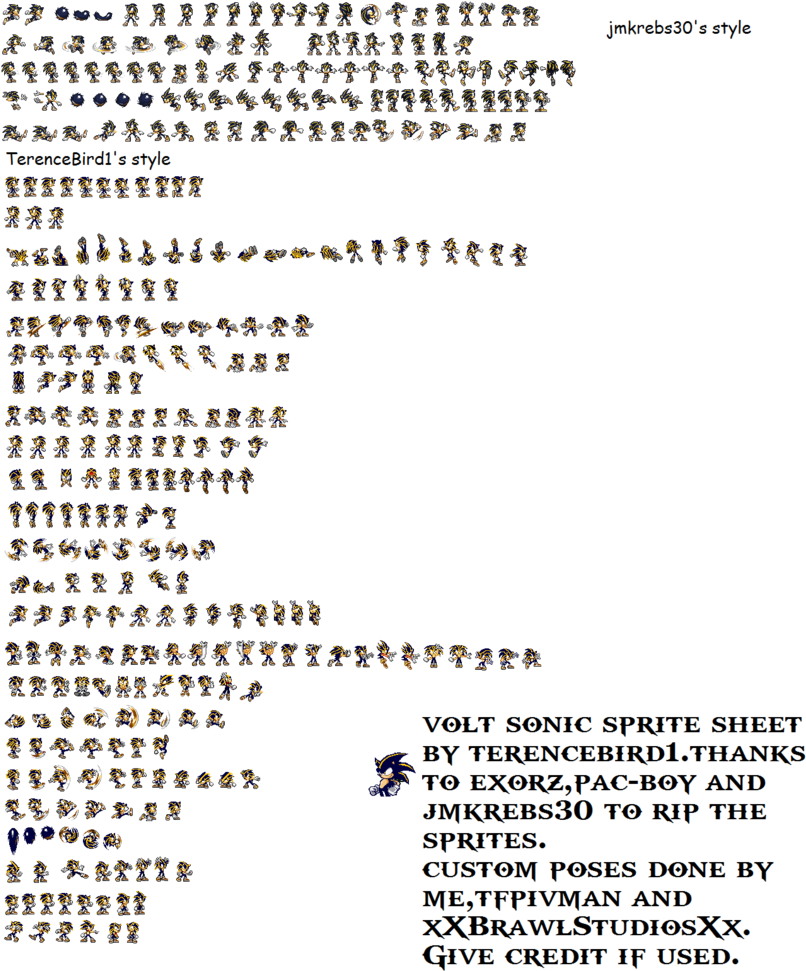 jmkrebs30's style
TerenceBird1's style
Volt Sonic Sprite Sheet
by TerenceBird1.Thanks
to Exorz,Pac-Boy and
jmkrebs30 to rip the
sprites.
Custom poses done by
me,tfpivman and
xXBrawlStudiosXx.
Give credit if used.